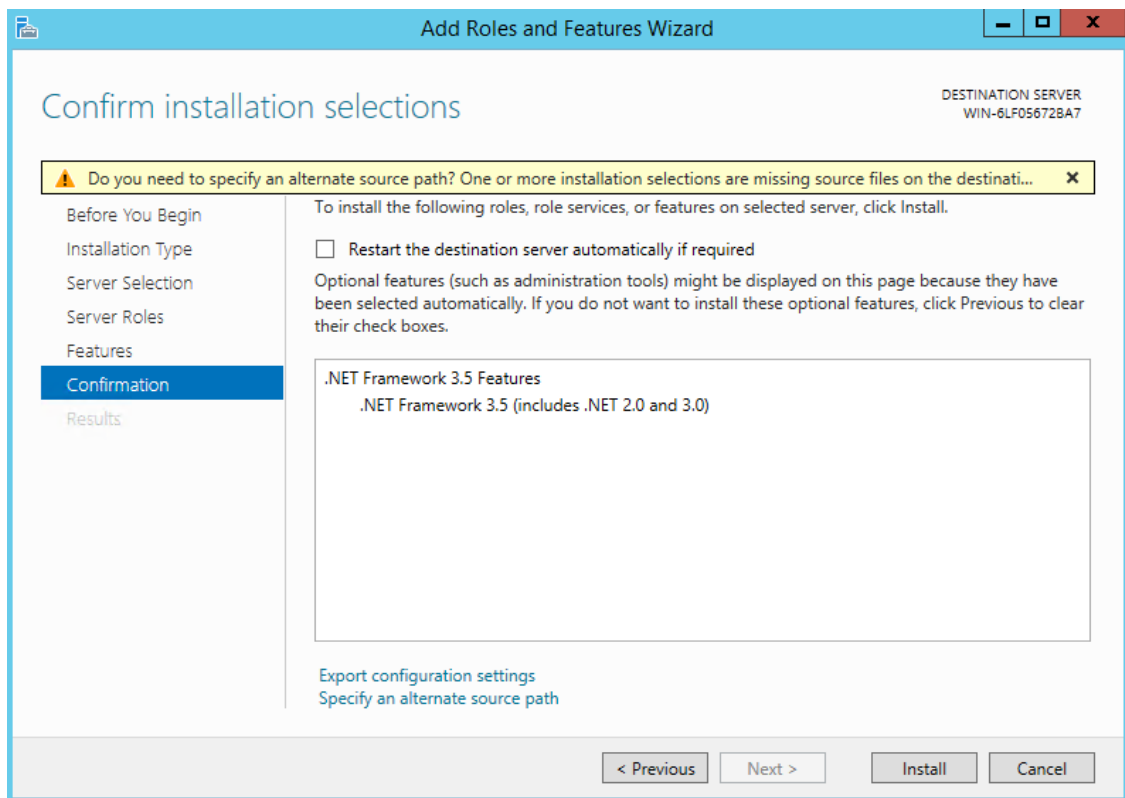 Add Roles and Features Wizard
Confirm installation selections
DESTINATION SERVER
WIN-6LF05672BA7
Do you need to specify an alternate source path? One or more installation selections are missing source files on the destinati...
Before You Begin
Installation Type
Server Selection
Server Roles
Features
Confirmation
Results
To install the following roles, role services, or features on selected server, click Install.
Restart the destination server automatically if required
Optional features (such as administration tools) might be displayed on this page because they have
been selected automatically. If you do not want to install these optional features, click Previous to clear
their check boxes.
.NET Framework 3.5 Features
.NET Framework 3.5 (includes .NET 2.0 and 3.0)
Export configuration settings
Specify an alternate source path
< Previous
Next >
Install
Cancel